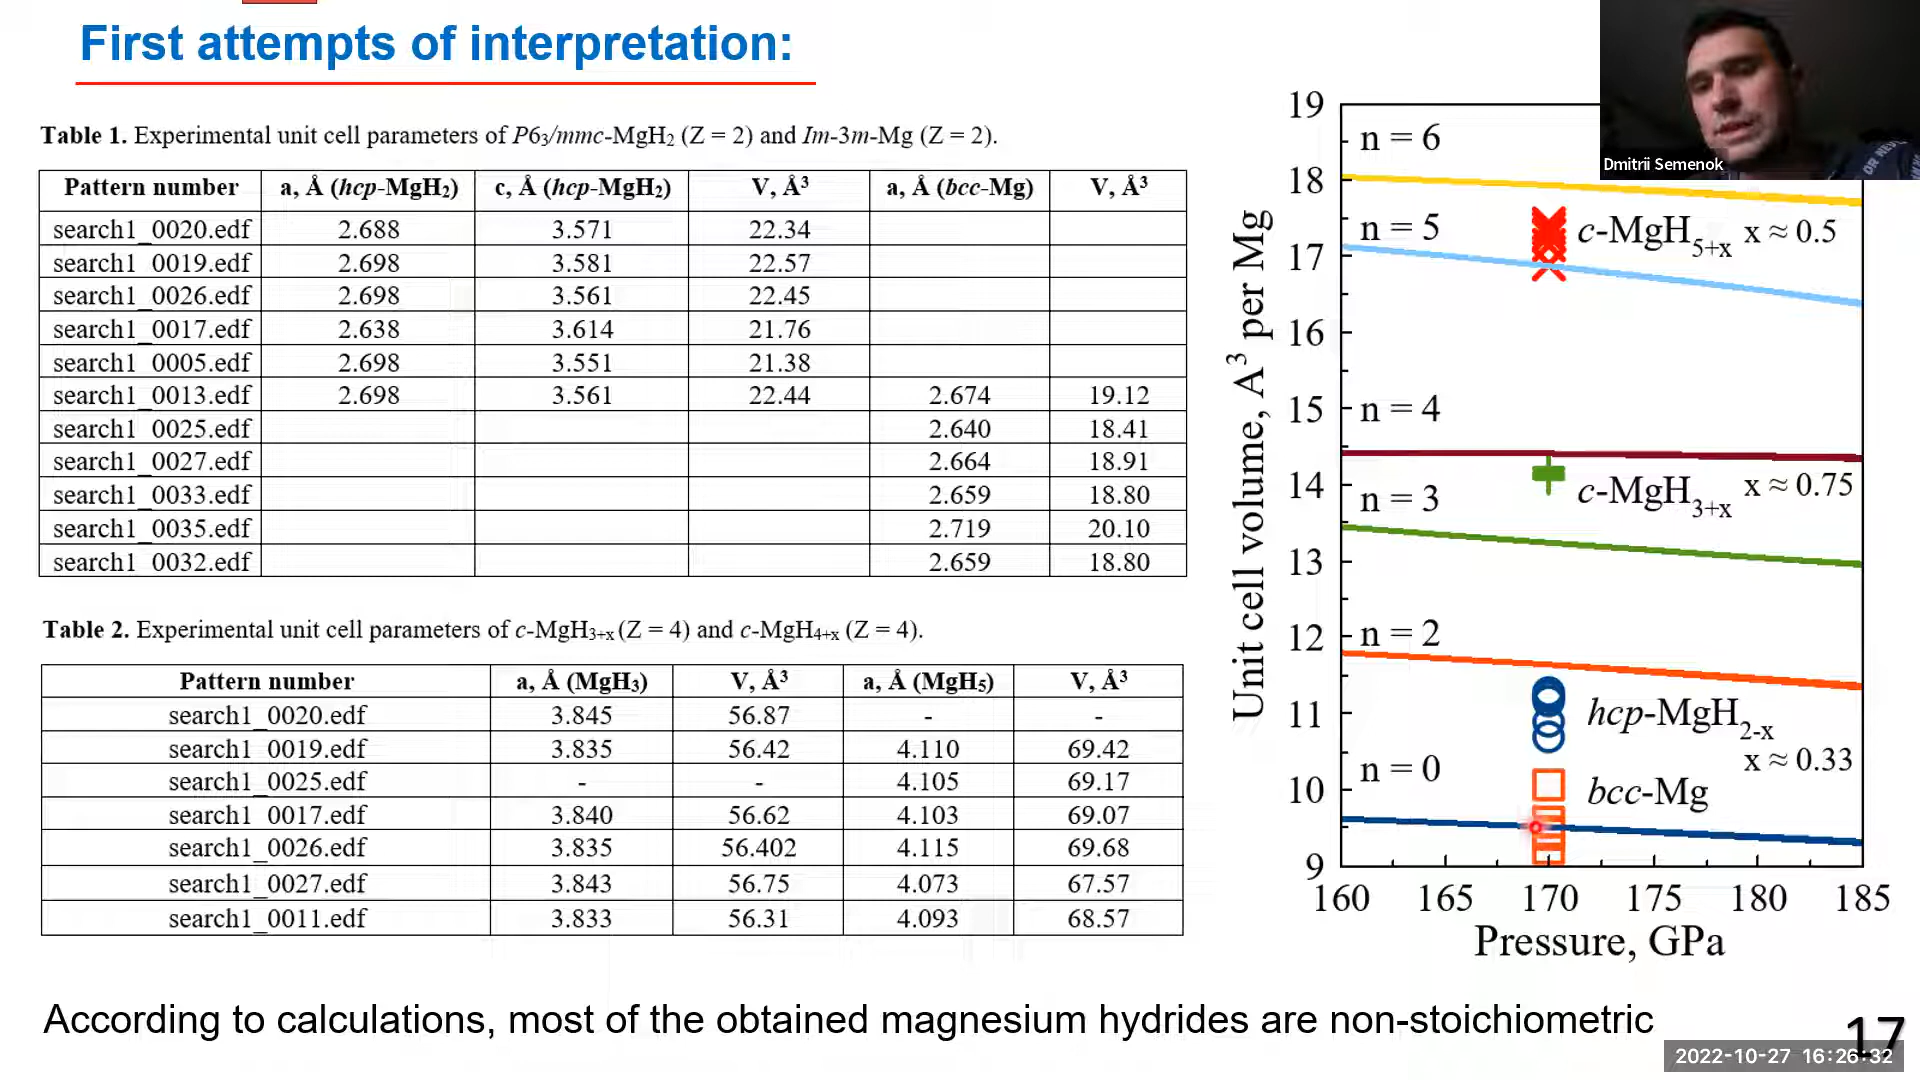 First attempts of interpretation:
Table 1. Experimental unit cell parameters of P6₃/mmc-MgH₂ (Z = 2) and Im-3m-Mg (Z = 2).
Pattern number a, Å (hcp-MgH₂) c, Å (hcp-MgH₂) V, Å³ a, Å (bcc-Mg) V, Å³
search1_0020.edf 2.688 3.571 22.34
search1_0019.edf 2.698 3.581 22.57
search1_0026.edf 2.698 3.561 22.45
search1_0017.edf 2.638 3.614 21.76
search1_0005.edf 2.698 3.551 21.38
search1_0013.edf 2.698 3.561 22.44 2.674 19.12
search1_0025.edf 2.640 18.41
search1_0027.edf 2.664 18.91
search1_0033.edf 2.659 18.80
search1_0035.edf 2.719 20.10
search1_0032.edf 2.659 18.80
Table 2. Experimental unit cell parameters of c-MgH₃₊ₓ (Z = 4) and c-MgH₄₊ₓ (Z = 4).
Pattern number a, Å (MgH₃) V, Å³ a, Å (MgH₅) V, Å³
search1_0020.edf 3.845 56.87 - -
search1_0019.edf 3.835 56.42 4.110 69.42
search1_0025.edf - - 4.105 69.17
search1_0017.edf 3.840 56.62 4.103 69.07
search1_0026.edf 3.835 56.402 4.115 69.68
search1_0027.edf 3.843 56.75 4.073 67.57
search1_0011.edf 3.833 56.31 4.093 68.57
Dmitrii Semenok
Unit cell volume, A³ per Mg
19
18
17
16
15
14
13
12
11
10
9
n = 6
n = 5
c-MgH₅₊ₓ x ≈ 0.5
n = 4
c-MgH₃₊ₓ x ≈ 0.75
n = 3
n = 2
hcp-MgH₂₋ₓ
x ≈ 0.33
n = 0
bcc-Mg
160 165 170 175 180 185
Pressure, GPa
According to calculations, most of the obtained magnesium hydrides are non-stoichiometric
17
2022-10-27 16:26:32